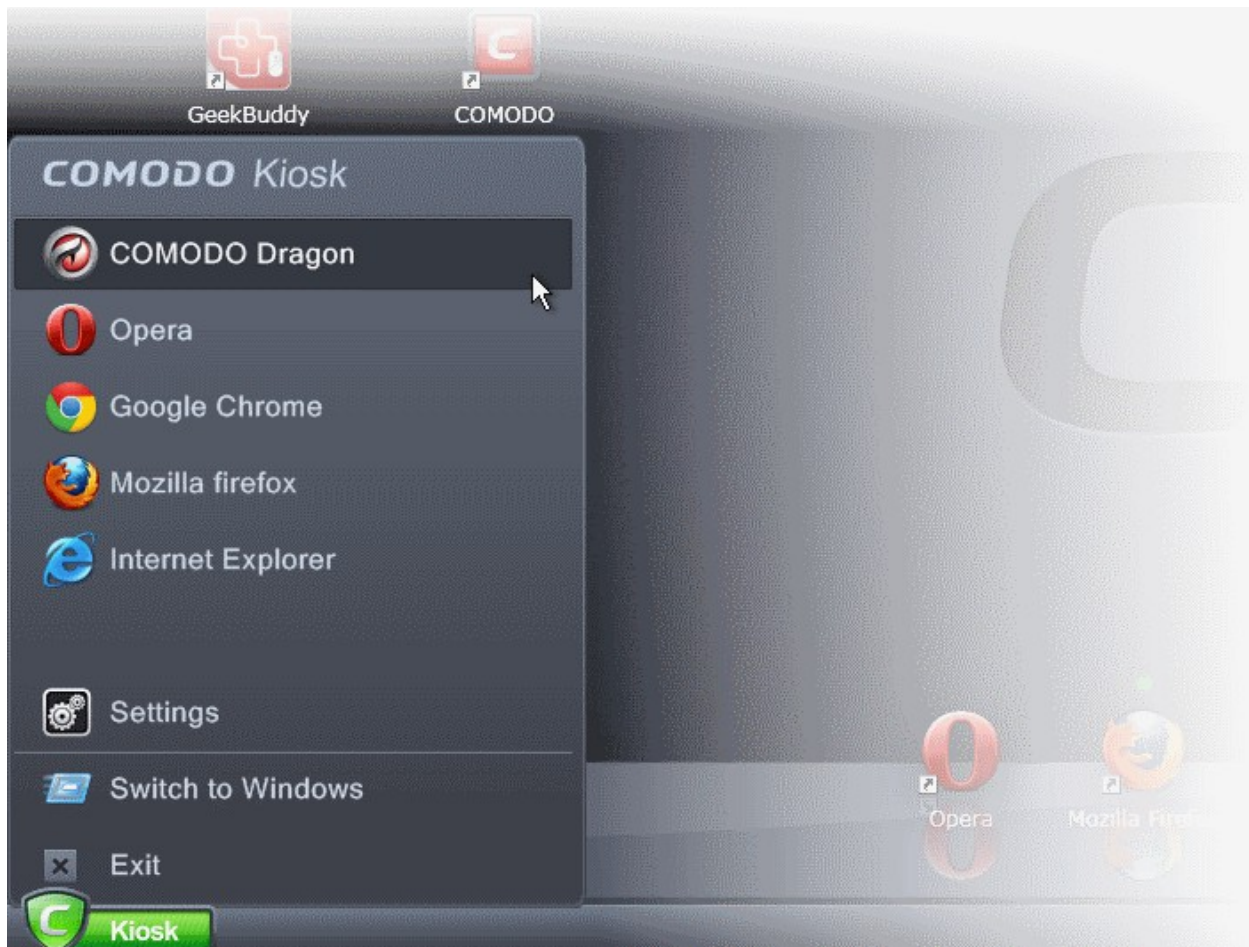 GeekBuddy COMODO
COMODO Kiosk
COMODO Dragon
Opera
Google Chrome
Mozilla firefox
Internet Explorer
Settings
Switch to Windows
Exit
Opera Mozilla
Kiosk